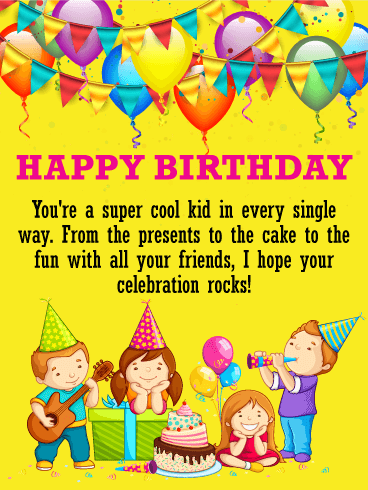 HAPPY BIRTHDAY
You're a super cool kid in every single
way. From the presents to the cake to the
fun with all your friends, I hope your
celebration rocks!